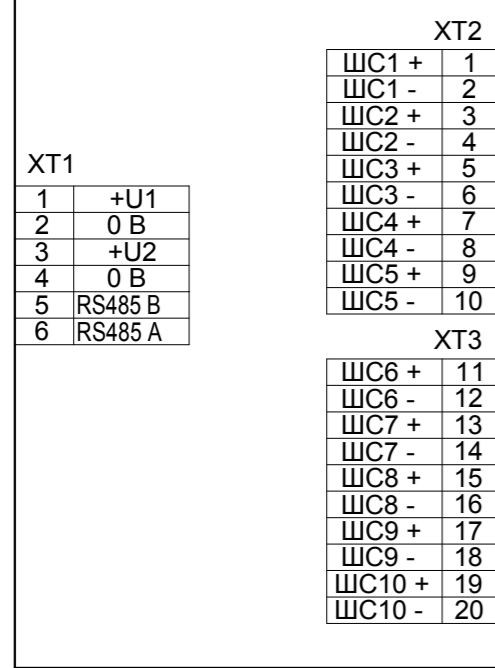 XT2
ШС1 + 1
ШС1 - 2
ШС2 + 3
ШС2 - 4
ШС3 + 5
ШС3 - 6
ШС4 + 7
ШС4 - 8
ШС5 + 9
ШС5 - 10
XT1
1 +U1
2 0 В
3 +U2
4 0 В
5 RS485 B
6 RS485 A
XT3
ШС6 + 11
ШС6 - 12
ШС7 + 13
ШС7 - 14
ШС8 + 15
ШС8 - 16
ШС9 + 17
ШС9 - 18
ШС10 + 19
ШС10 - 20